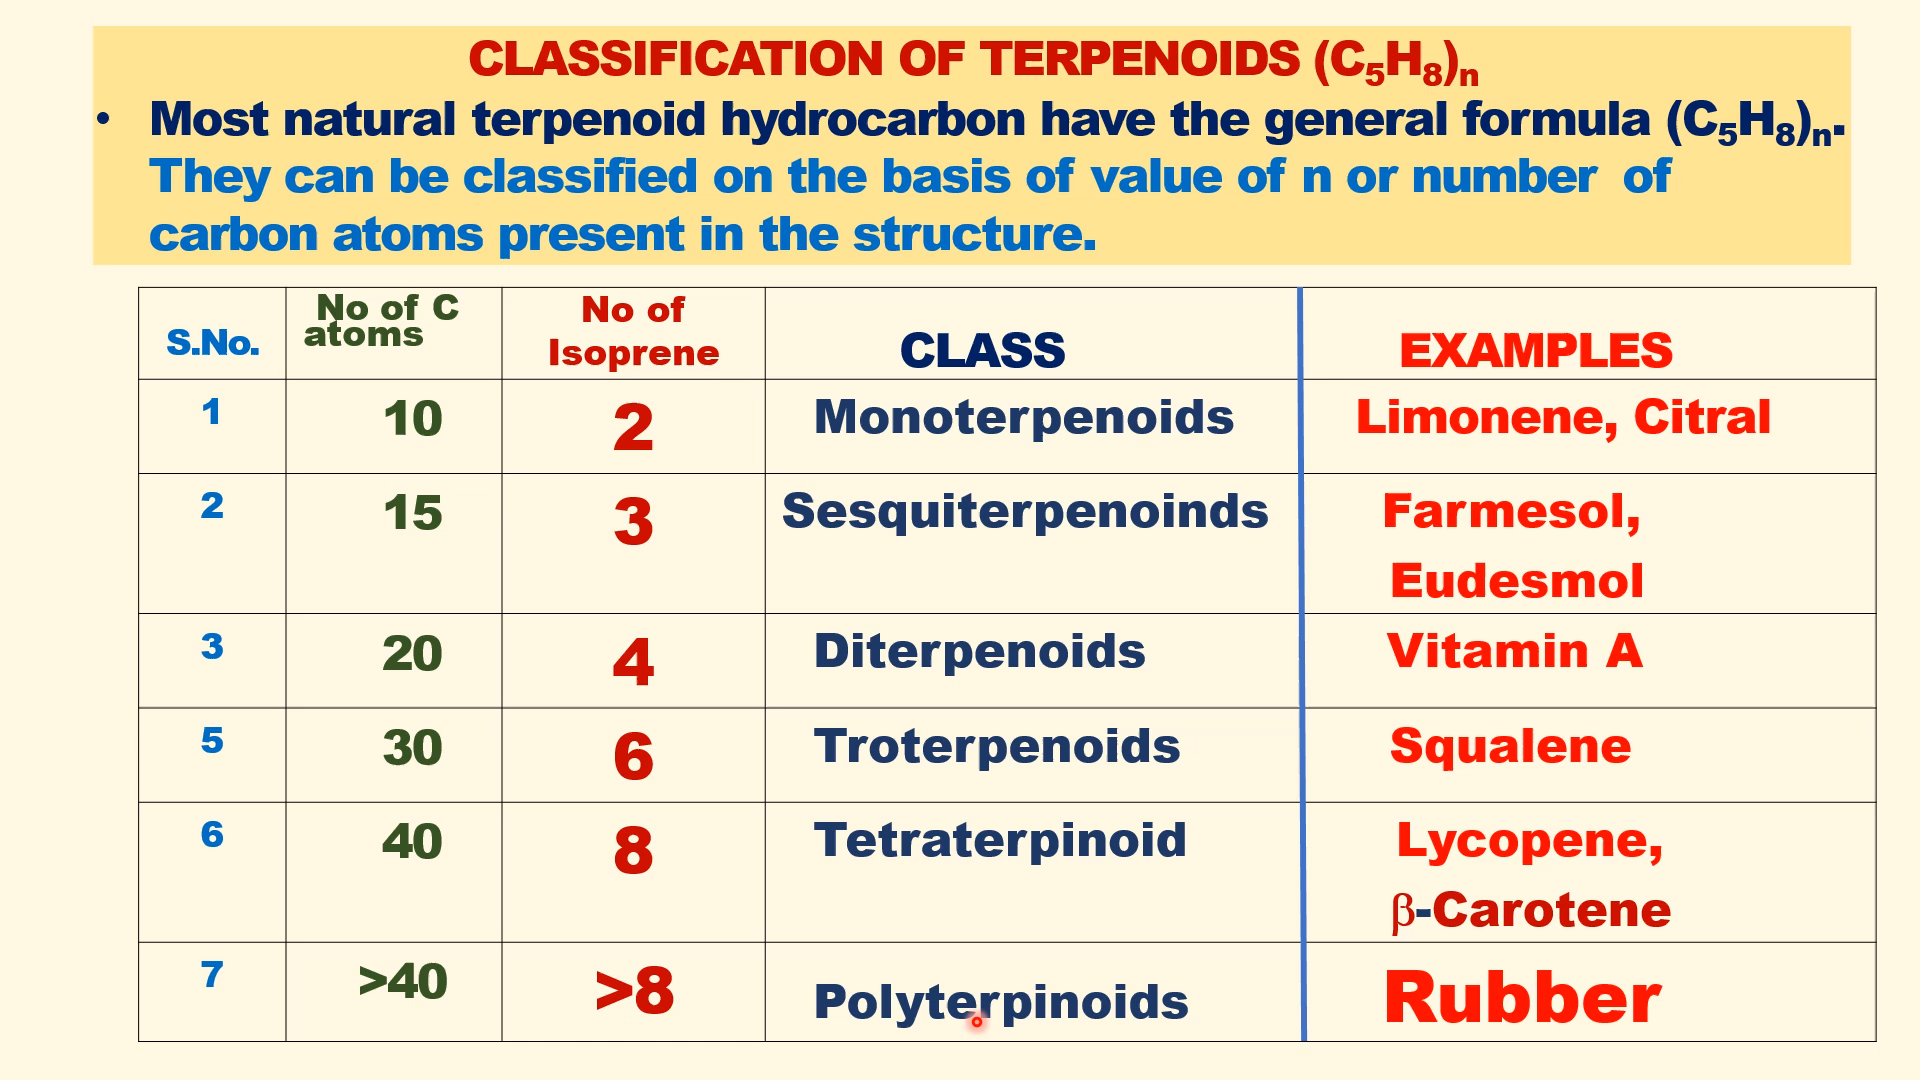 CLASSIFICATION OF TERPENOIDS (C₅H₈)ₙ
• Most natural terpenoid hydrocarbon have the general formula (C₅H₈)ₙ.
They can be classified on the basis of value of n or number of
carbon atoms present in the structure.
S.No. No of C atoms No of Isoprene CLASS EXAMPLES
1 10 2 Monoterpenoids Limonene, Citral
2 15 3 Sesquiterpenoinds Farmesol,
Eudesmol
3 20 4 Diterpenoids Vitamin A
5 30 6 Troterpenoids Squalene
6 40 8 Tetraterpinoid Lycopene,
β-Carotene
7 >40 >8 Polyterpinoids Rubber